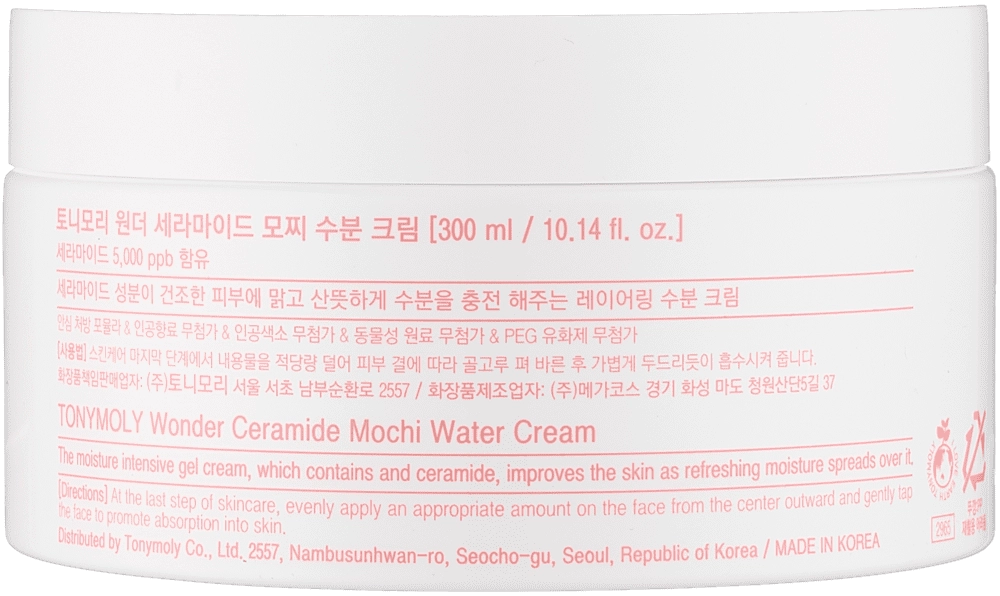 토니모리 원더 세라마이드 모찌 수분 크림 [300 ml / 10.14 fl. oz.]
세라마이드 5,000 ppb 함유
세라마이드 성분이 건조한 피부에 맑고 산뜻하게 수분을 충전 해주는 레이어링 수분 크림
안심 처방 포뮬라 & 인공향료 무첨가 & 인공색소 무첨가 & 동물성 원료 무첨가 & PEG 유화제 무첨가
[사용법] 스킨케어 마지막 단계에서 내용물을 적당량 덜어 피부 결에 따라 골고루 펴 바른 후 가볍게 두드리듯이 흡수시켜 줍니다.
화장품책임판매업자: (주)토니모리 서울 서초 남부순환로 2557 / 화장품제조업자: (주)메가코스 경기 화성 마도 청원산단5길 37
TONYMOLY Wonder Ceramide Mochi Water Cream
The moisture intensive gel cream, which contains and ceramide, improves the skin as refreshing moisture spreads over it.
[Directions] At the last step of skincare, evenly apply an appropriate amount on the face from the center outward and gently tap
the face to promote absorption into skin.
Distributed by Tonymoly Co., Ltd. 2557, Nambusunhwan-ro, Seocho-gu, Seoul, Republic of Korea / MADE IN KOREA
TONYMOLY
2965